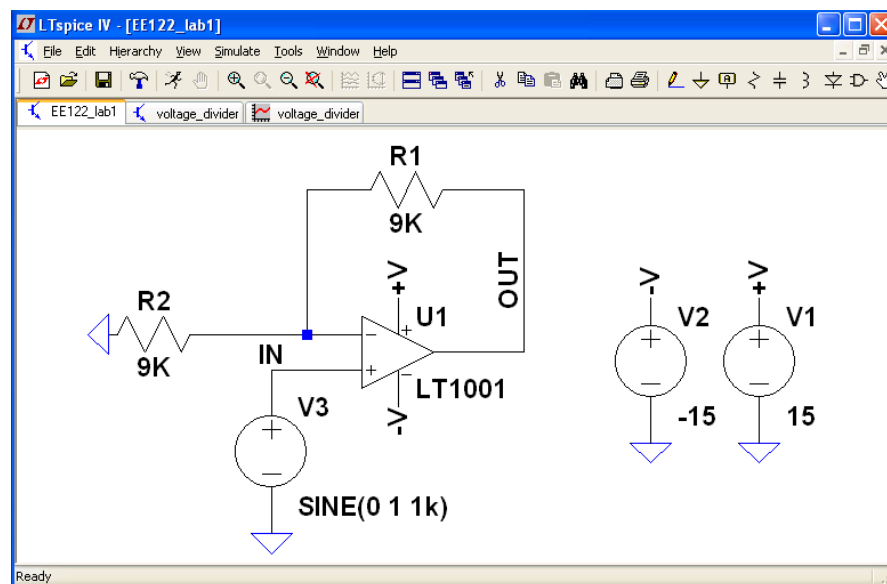 LTspice IV - [EE122_lab1]
File Edit Hierarchy View Simulate Tools Window Help
EE122_lab1 voltage_divider voltage_divider
R1
9K
+V
OUT
-V
+V
R2
U1
V2
V1
9K
IN
LT1001
V3
-V
-15
15
SINE(0 1 1k)
Ready